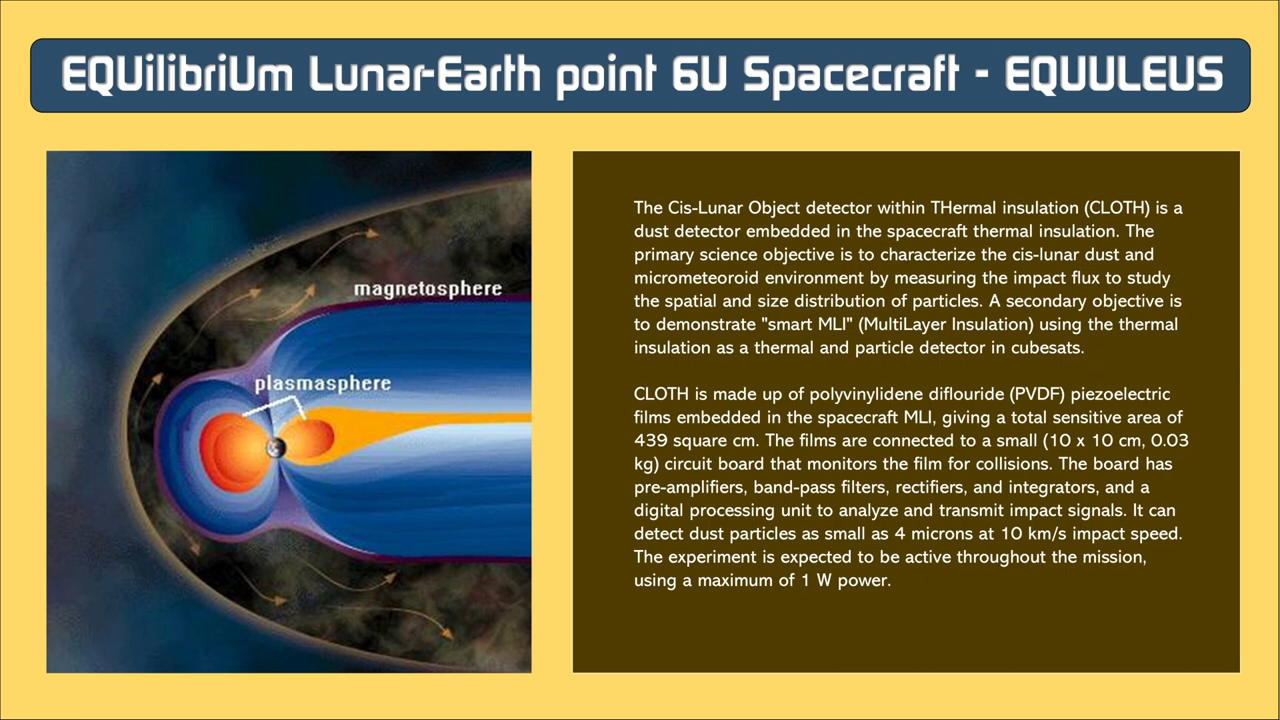 EQUilibriUm Lunar-Earth point 6U Spacecraft - EQUULEUS
magnetosphere
plasmasphere
The Cis-Lunar Object detector within THermal insulation (CLOTH) is a
dust detector embedded in the spacecraft thermal insulation. The
primary science objective is to characterize the cis-lunar dust and
micrometeoroid environment by measuring the impact flux to study
the spatial and size distribution of particles. A secondary objective is
to demonstrate "smart MLI" (MultiLayer Insulation) using the thermal
insulation as a thermal and particle detector in cubesats.
CLOTH is made up of polyvinylidene diflouride (PVDF) piezoelectric
films embedded in the spacecraft MLI, giving a total sensitive area of
439 square cm. The films are connected to a small (10 x 10 cm, 0.03
kg) circuit board that monitors the film for collisions. The board has
pre-amplifiers, band-pass filters, rectifiers, and integrators, and a
digital processing unit to analyze and transmit impact signals. It can
detect dust particles as small as 4 microns at 10 km/s impact speed.
The experiment is expected to be active throughout the mission,
using a maximum of 1 W power.